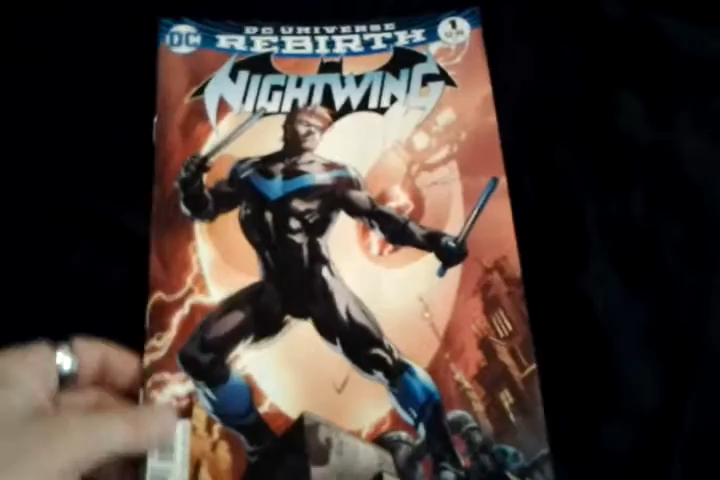 DC
DC UNIVERSE
REBIRTH
1
NIGHTWING